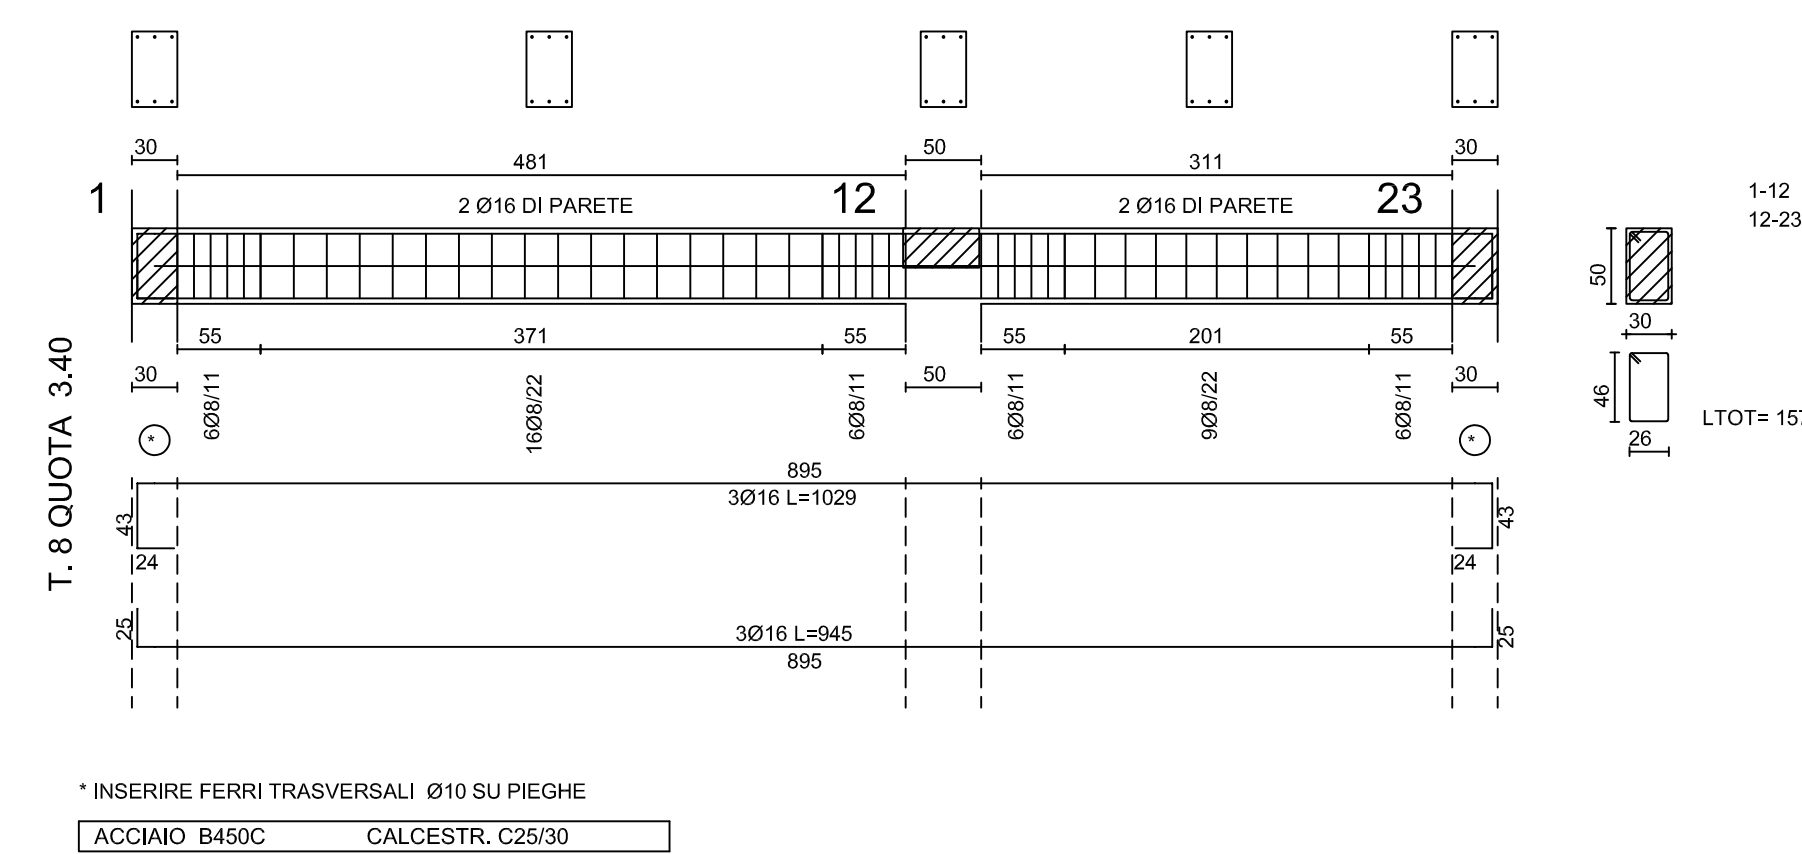 30
481
50
311
30
1
2 Ø16 DI PARETE
12
2 Ø16 DI PARETE
23
1-12
12-23
50
30
55
371
55
55
201
55
30
50
30
6Ø8/11
16Ø8/22
6Ø8/11
6Ø8/11
9Ø8/22
6Ø8/11
46
26
LTOT= 157
*
*
T. 8 QUOTA 3.40
895
3Ø16 L=1029
43
24
43
24
25
3Ø16 L=945
895
25
* INSERIRE FERRI TRASVERSALI Ø10 SU PIEGHE
ACCIAIO B450C CALCESTR. C25/30